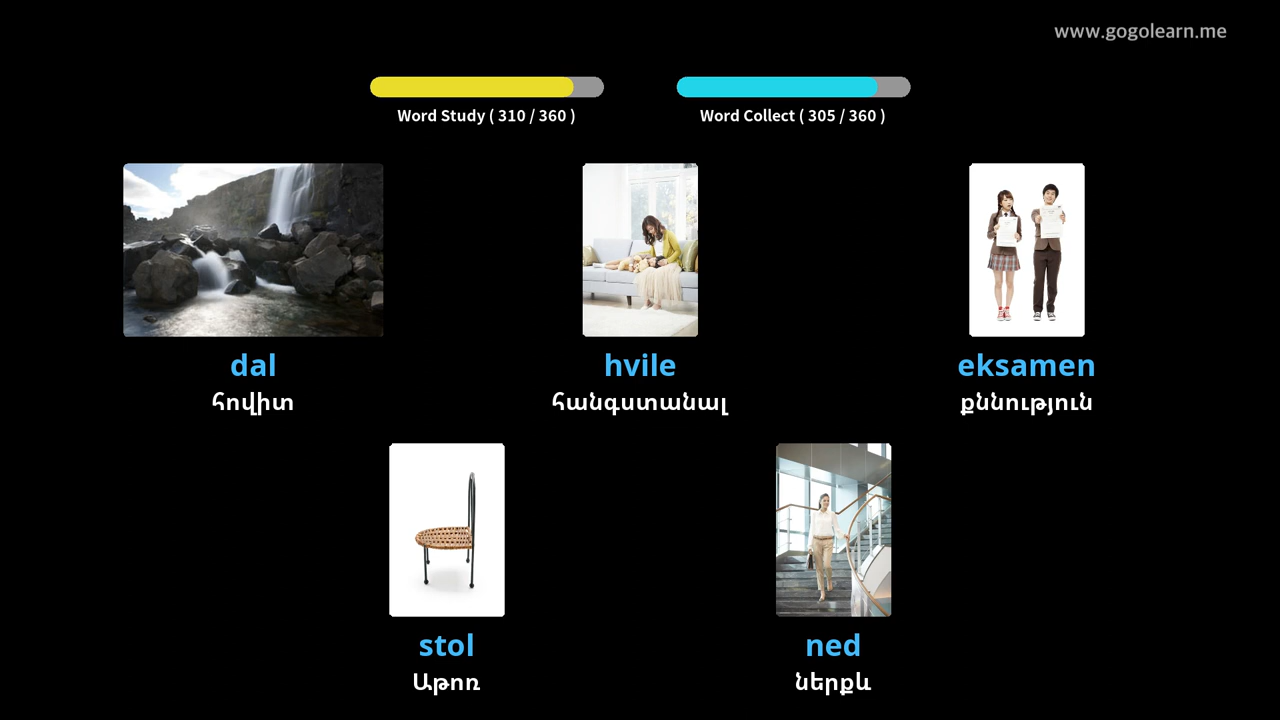 www.gogolearn.me
Word Study ( 310 / 360 )
Word Collect ( 305 / 360 )
dal
հովիտ
hvile
հանգստանալ
eksamen
քննություն
stol
Աթոռ
ned
ներքև